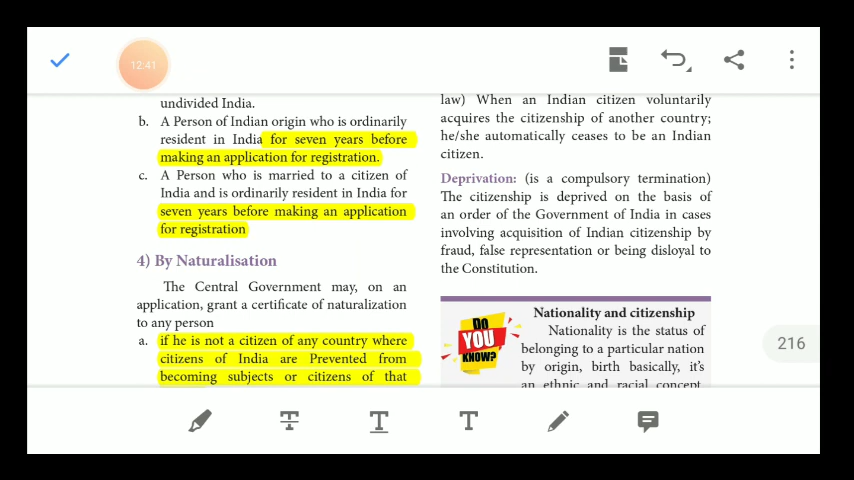 12:41
undivided India.
b. A Person of Indian origin who is ordinarily
resident in India for seven years before
making an application for registration.
c. A Person who is married to a citizen of
India and is ordinarily resident in India for
seven years before making an application
for registration
4) By Naturalisation
The Central Government may, on an
application, grant a certificate of naturalization
to any person
a. if he is not a citizen of any country where
citizens of India are Prevented from
becoming subjects or citizens of that
law) When an Indian citizen voluntarily
acquires the citizenship of another country;
he/she automatically ceases to be an Indian
citizen.
Deprivation: (is a compulsory termination)
The citizenship is deprived on the basis of
an order of the Government of India in cases
involving acquisition of Indian citizenship by
fraud, false representation or being disloyal to
the Constitution.
DO
YOU
KNOW?
Nationality and citizenship
Nationality is the status of
belonging to a particular nation
by origin, birth basically, it's
an ethnic and racial concept.
216
T
T
T